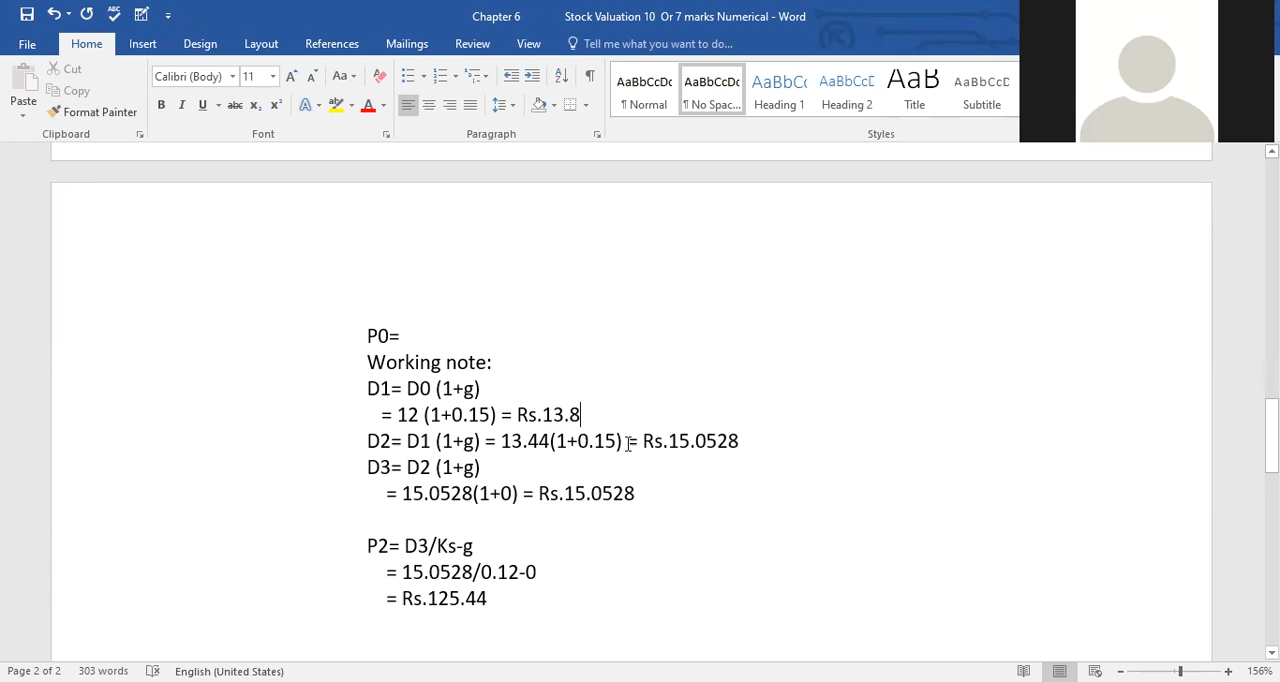 Chapter 6 Stock Valuation 10 Or 7 marks Numerical - Word
File Home Insert Design Layout References Mailings Review View Tell me what you want to do...
Cut
Copy
Format Painter
Paste
Calibri (Body) 11
Clipboard Font Paragraph Styles
AaBbCcDc AaBbCcDc AaBbCc AaBbCcD AaB AaBbCcD
¶ Normal ¶ No Spac... Heading 1 Heading 2 Title Subtitle
P0=
Working note:
D1= D0 (1+g)
= 12 (1+0.15) = Rs.13.8
D2= D1 (1+g) = 13.44(1+0.15) = Rs.15.0528
D3= D2 (1+g)
= 15.0528(1+0) = Rs.15.0528
P2= D3/Ks-g
= 15.0528/0.12-0
= Rs.125.44
Page 2 of 2 303 words English (United States) 156%